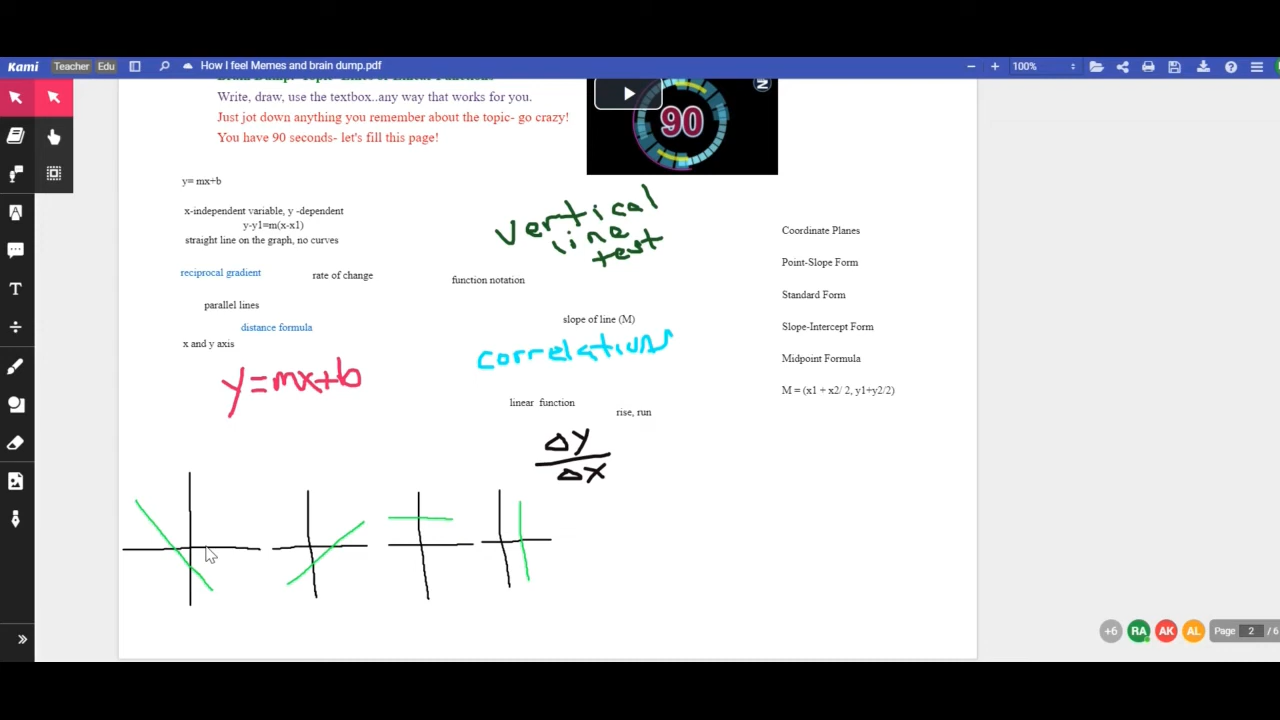 Kami Teacher Edu How I feel Memes and brain dump.pdf 100%
Write, draw, use the textbox..any way that works for you.
Just jot down anything you remember about the topic- go crazy!
You have 90 seconds- let's fill this page!
90
y= mx+b
x-independent variable, y -dependent
y-y1=m(x-x1)
straight line on the graph, no curves
vertical
line
test
reciprocal gradient
rate of change
function notation
parallel lines
distance formula
slope of line (M)
x and y axis
correlations
y=mx+b
linear function
rise, run
Δy
Δx
Coordinate Planes
Point-Slope Form
Standard Form
Slope-Intercept Form
Midpoint Formula
M = (x1 + x2/ 2, y1+y2/2)
+6 RA AK AL Page 2 / 6